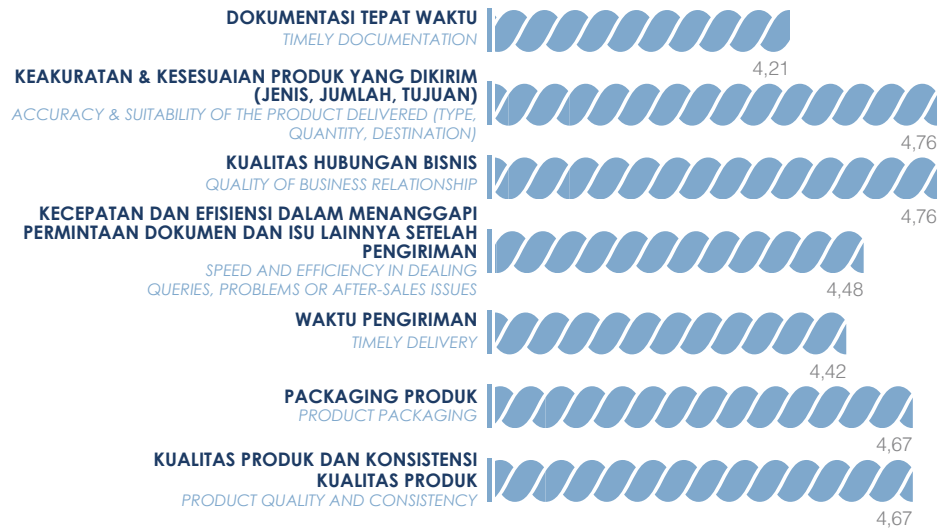 DOKUMENTASI TEPAT WAKTU
TIMELY DOCUMENTATION
4,21
KEAKURATAN & KESESUAIAN PRODUK YANG DIKIRIM
(JENIS, JUMLAH, TUJUAN)
ACCURACY & SUITABILITY OF THE PRODUCT DELIVERED (TYPE,
QUANTITY, DESTINATION)
4,76
KUALITAS HUBUNGAN BISNIS
QUALITY OF BUSINESS RELATIONSHIP
4,76
KECEPATAN DAN EFISIENSI DALAM MENANGGAPI
PERMINTAAN DOKUMEN DAN ISU LAINNYA SETELAH
PENGIRIMAN
SPEED AND EFFICIENCY IN DEALING
QUERIES, PROBLEMS OR AFTER-SALES ISSUES
4,48
WAKTU PENGIRIMAN
TIMELY DELIVERY
4,42
PACKAGING PRODUK
PRODUCT PACKAGING
4,67
KUALITAS PRODUK DAN KONSISTENSI
KUALITAS PRODUK
PRODUCT QUALITY AND CONSISTENCY
4,67